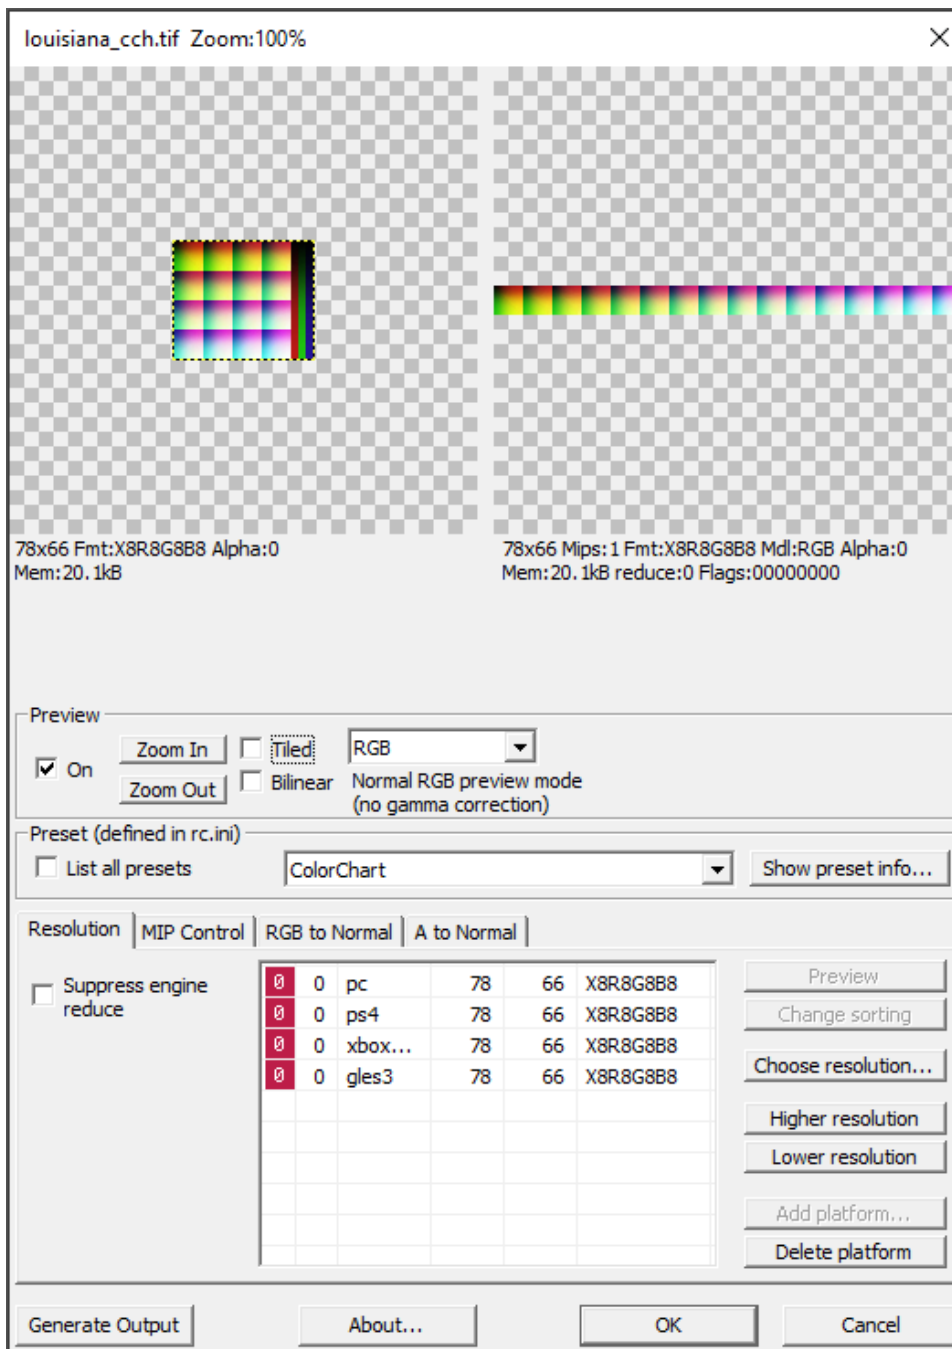 louisiana_cch.tif Zoom:100%
78x66 Fmt:X8R8G8B8 Alpha:0
Mem:20.1kB
78x66 Mips:1 Fmt:X8R8G8B8 Mdl:RGB Alpha:0
Mem:20.1kB reduce:0 Flags:00000000
Preview
On
Zoom In
Zoom Out
Tiled
Bilinear
RGB
Normal RGB preview mode
(no gamma correction)
Preset (defined in rc.ini)
List all presets
ColorChart
Show preset info...
Resolution MIP Control RGB to Normal A to Normal
Suppress engine
reduce
0 0 pc 78 66 X8R8G8B8
0 0 ps4 78 66 X8R8G8B8
0 0 xbox... 78 66 X8R8G8B8
0 0 gles3 78 66 X8R8G8B8
Preview
Change sorting
Choose resolution...
Higher resolution
Lower resolution
Add platform...
Delete platform
Generate Output About... OK Cancel